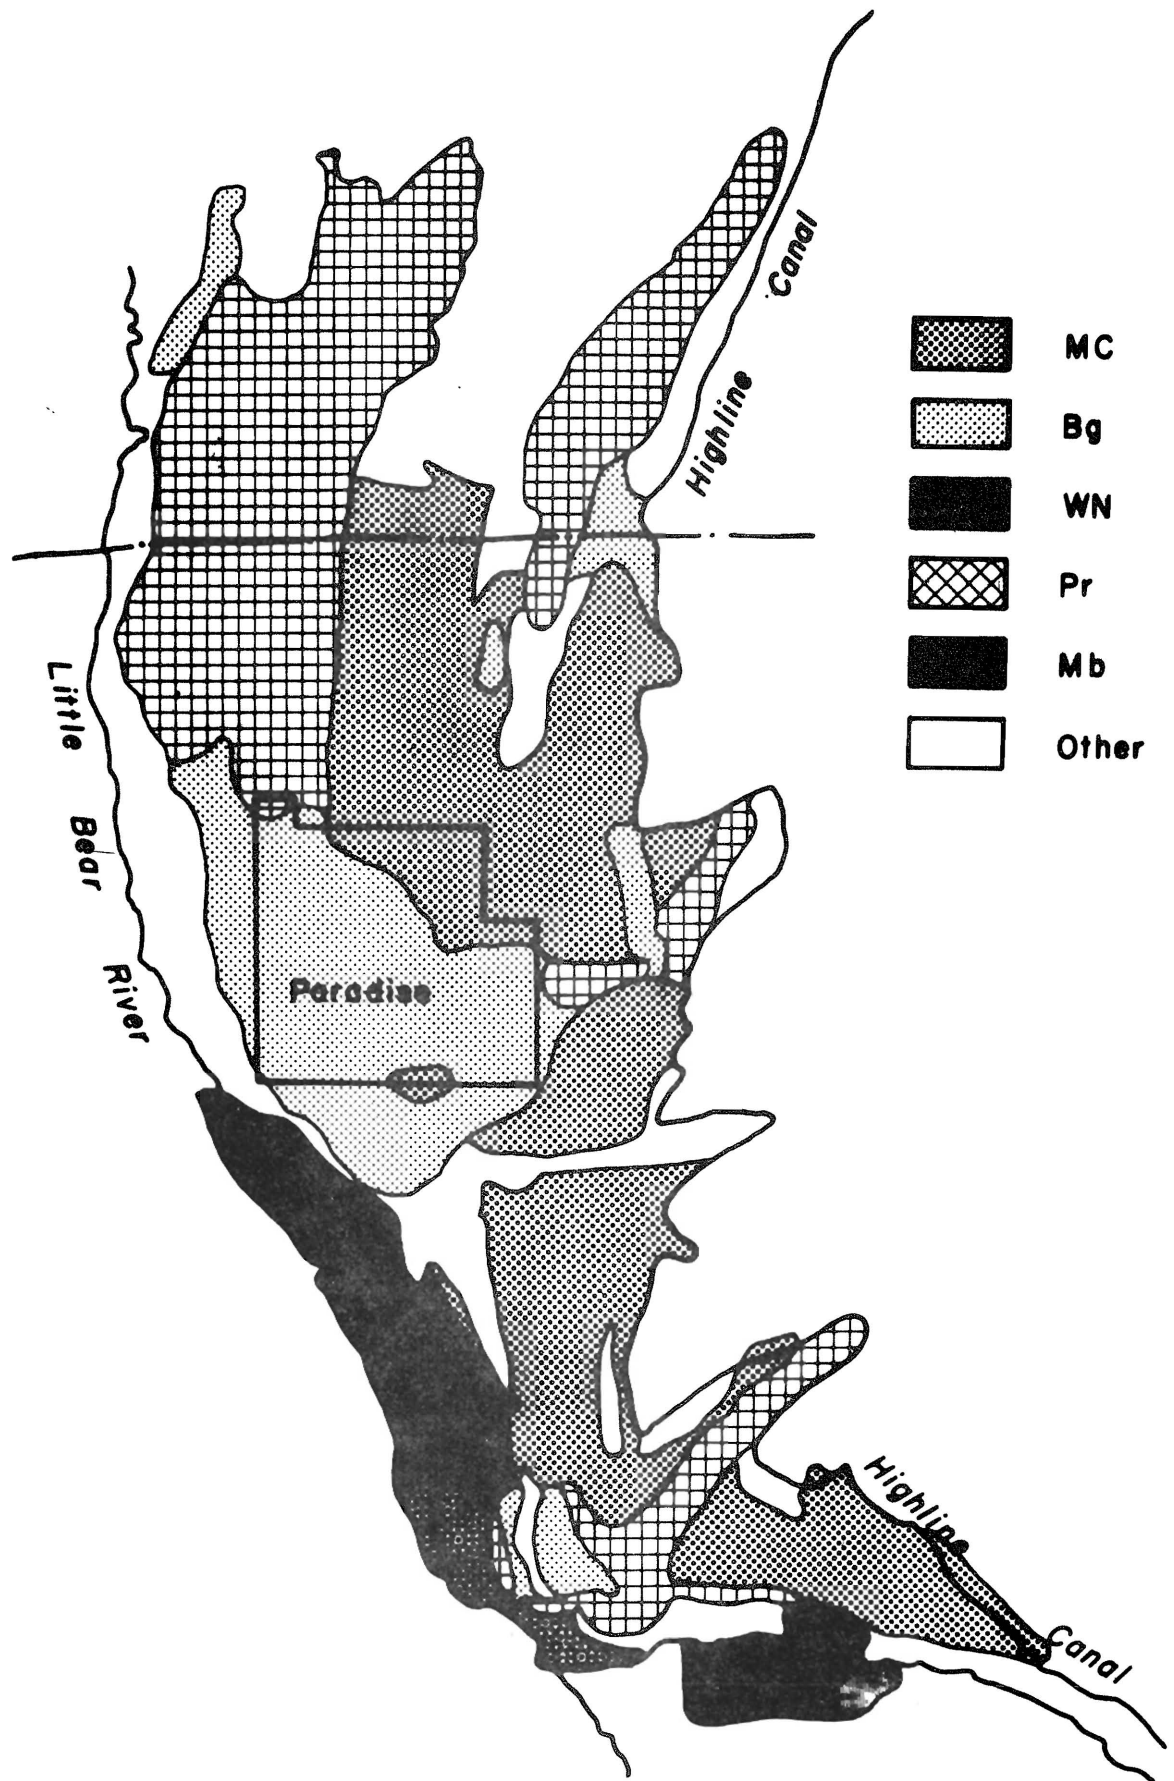 Canal
Highline
MC
Bg
WN
Pr
Mb
Other
Little
Bear
River
Paradise
Highline
Canal